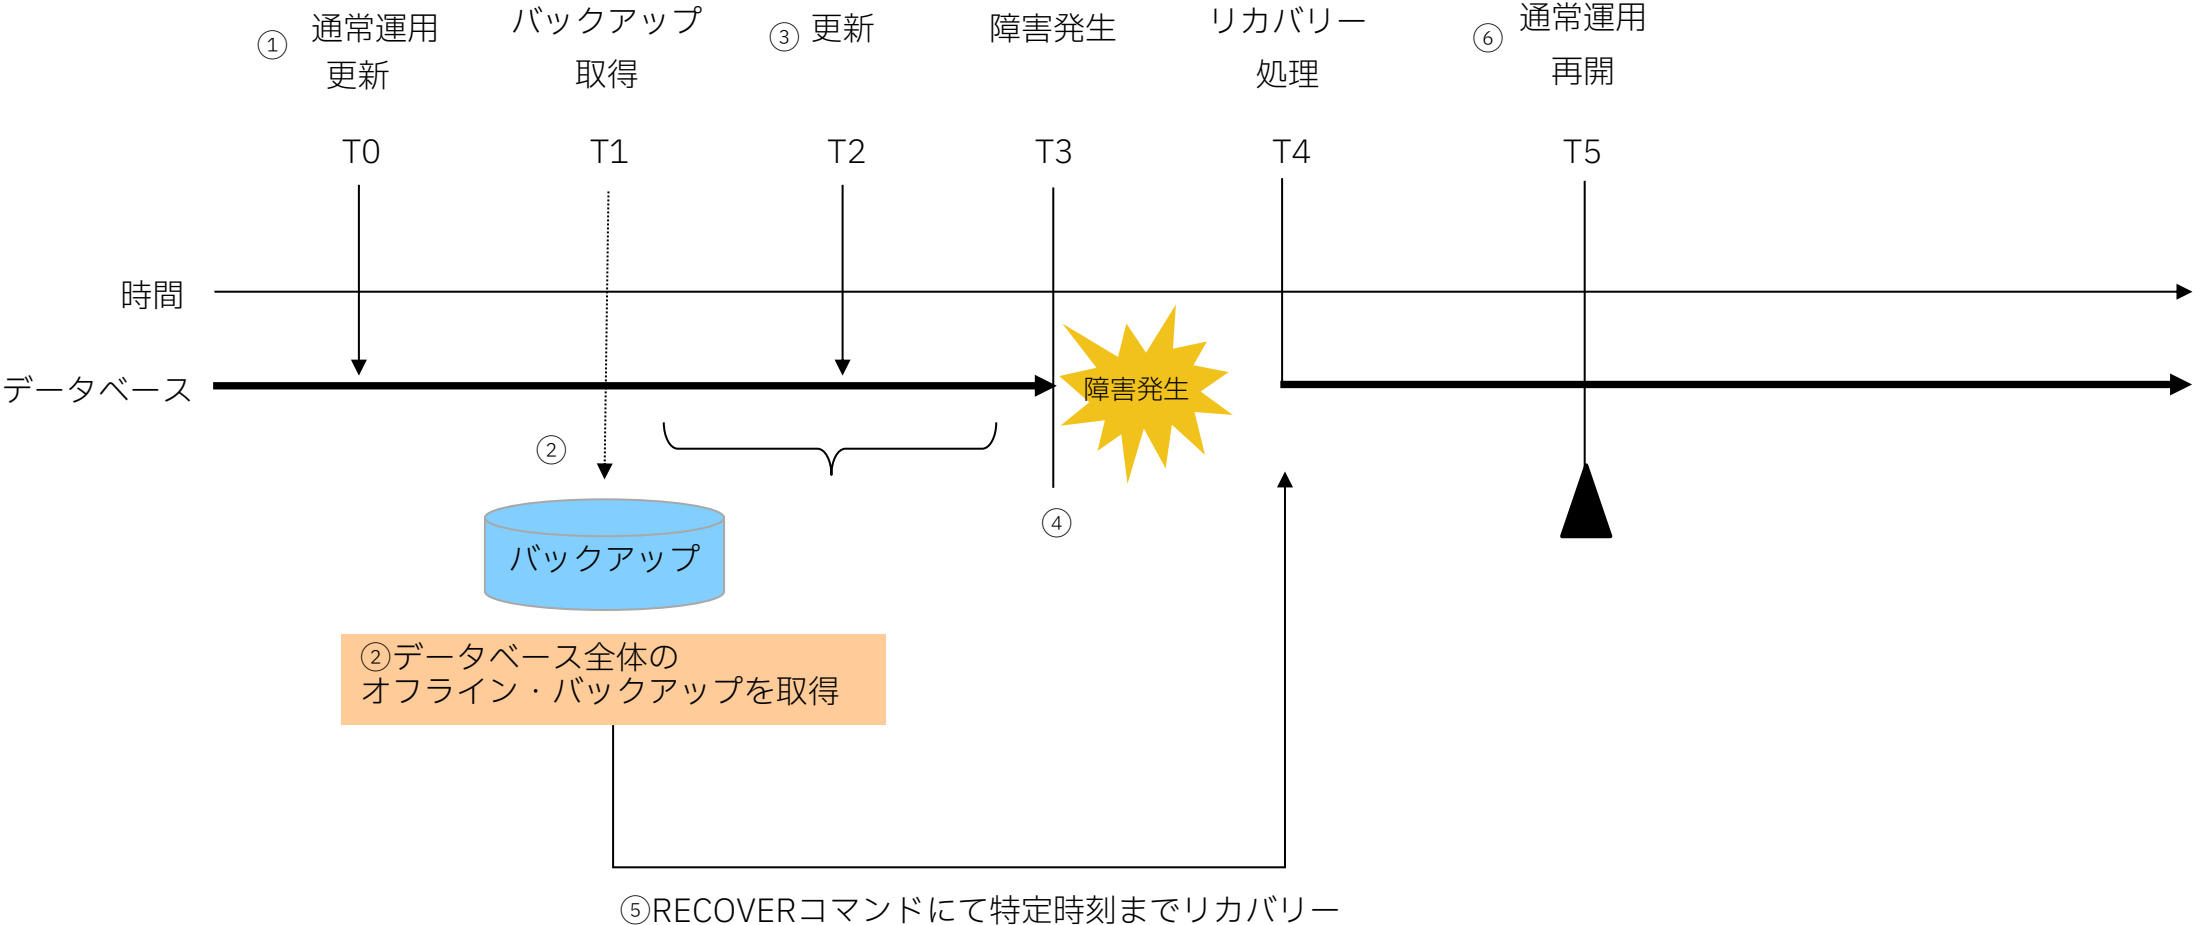 ① 通常運用
更新
バックアップ
取得
③ 更新
障害発生
リカバリー
処理
⑥ 通常運用
再開
T0
T1
T2
T3
T4
T5
時間
データベース
障害発生
②
④
バックアップ
②データベース全体の
オフライン・バックアップを取得
⑤RECOVERコマンドにて特定時刻までリカバリー